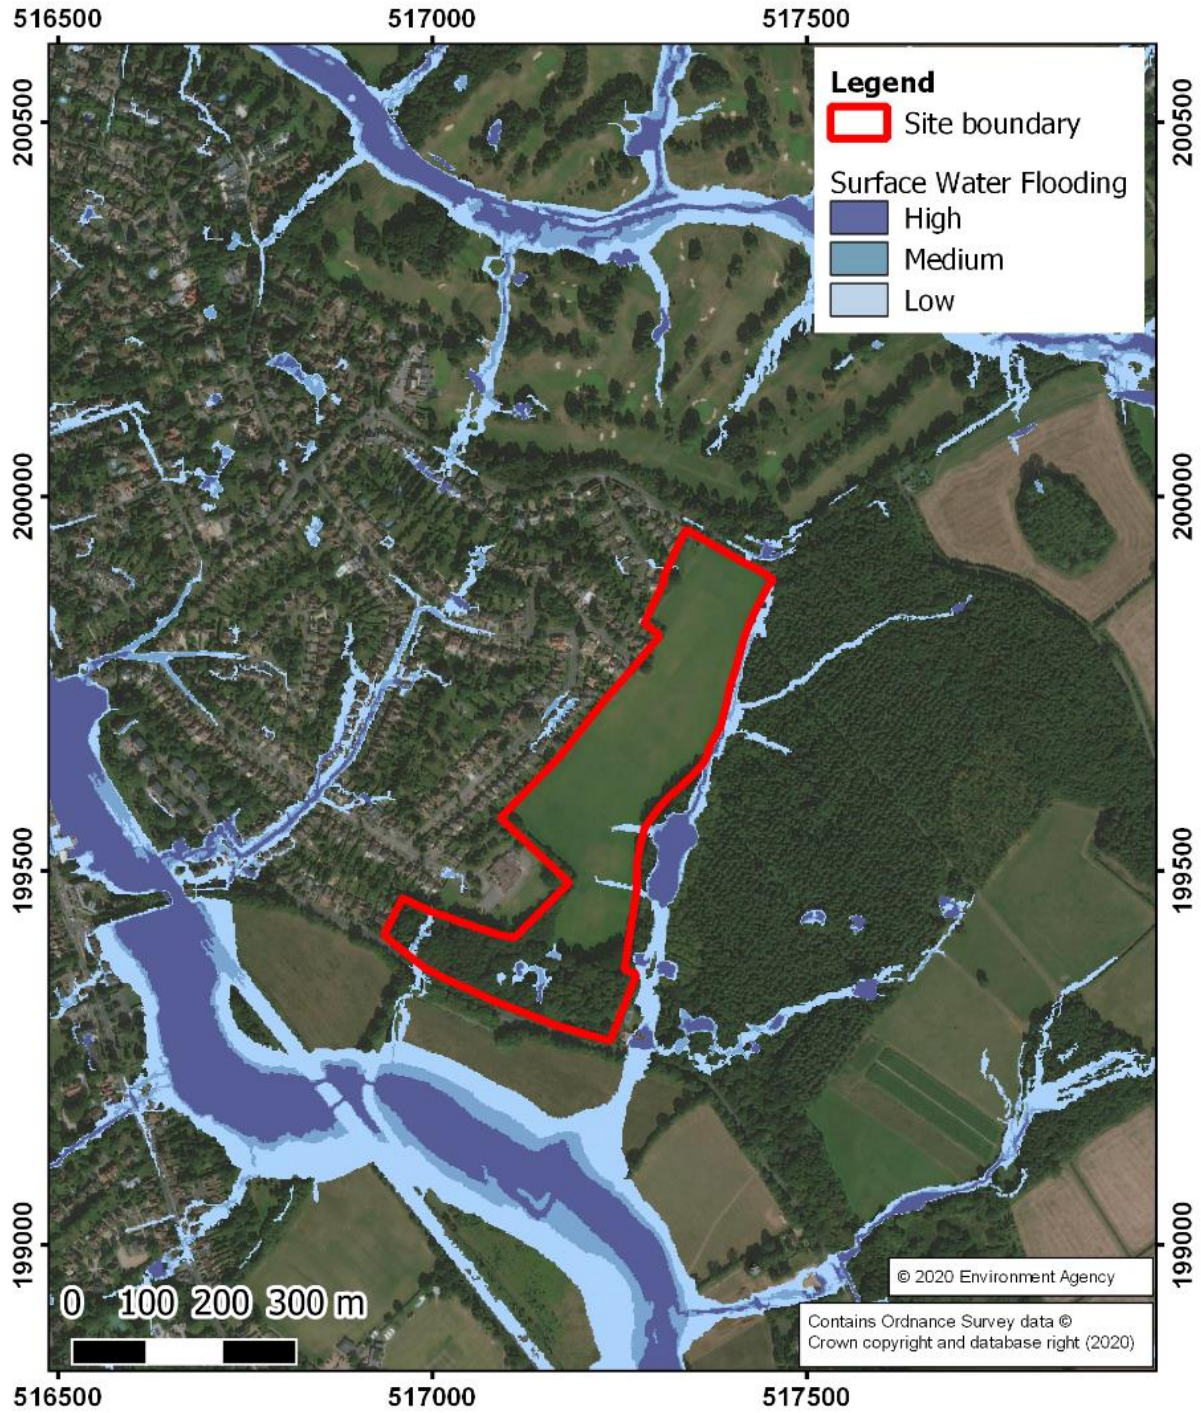 516500 517000 517500
Legend
Site boundary
Surface Water Flooding
High
Medium
Low
200500 200500
200000 200000
199500 199500
199000 199000
© 2020 Environment Agency
Contains Ordnance Survey data ©
Crown copyright and database right (2020)
0 100 200 300 m
516500 517000 517500